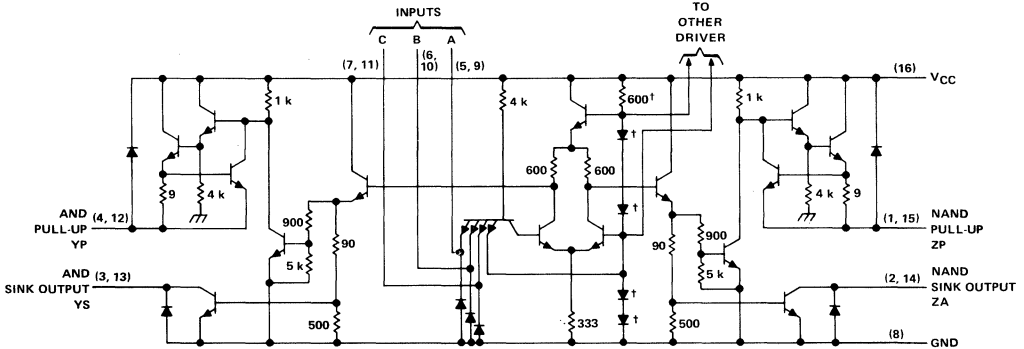 INPUTS
C B A
(7, 11)
(6, 10)
(5, 9)
TO
OTHER
DRIVER
(16)
VCC
1 k
4 k
600†
†
1 k
600
600
†
9
4 k
4 k
9
AND
PULL-UP
YP
(4, 12)
900
90
5 k
†
90
900
5 k
(1, 15)
NAND
PULL-UP
ZP
AND
SINK OUTPUT
YS
(3, 13)
500
333
†
†
500
(2, 14)
NAND
SINK OUTPUT
ZA
(8)
GND